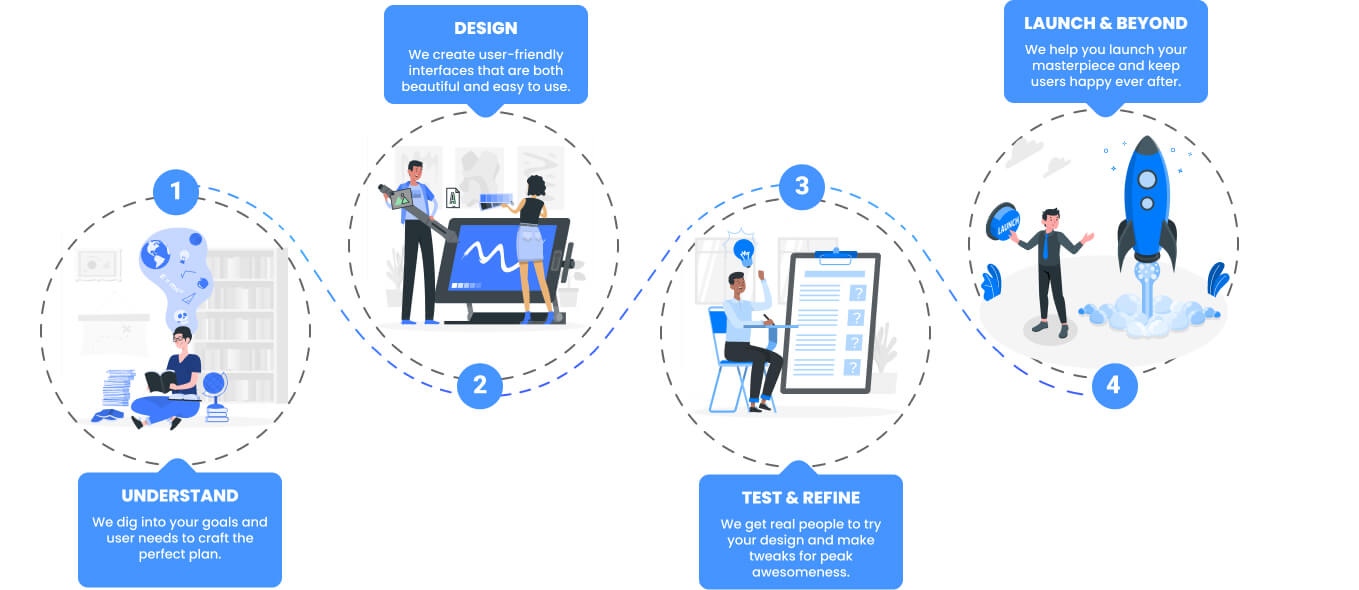 1
UNDERSTAND
We dig into your goals and
user needs to craft the
perfect plan.
DESIGN
We create user-friendly
interfaces that are both
beautiful and easy to use.
A
2
3
?
?
?
?
TEST & REFINE
We get real people to try
your design and make
tweaks for peak
awesomeness.
LAUNCH & BEYOND
We help you launch your
masterpiece and keep
users happy ever after.
LAUNCH
4